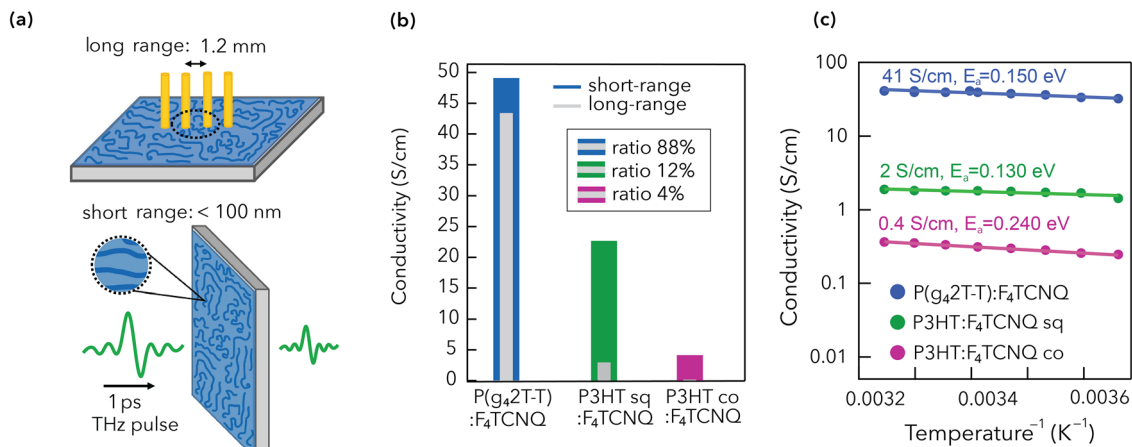 (a)
long range: 1.2 mm
short range: < 100 nm
1 ps
THz pulse
(b)
Conductivity (S/cm)
50
45
40
35
30
25
20
15
10
5
0
short-range
long-range
ratio 88%
ratio 12%
ratio 4%
P(g₄2T-T)
:F₄TCNQ
P3HT sq
:F₄TCNQ
P3HT co
:F₄TCNQ
(c)
Conductivity (S/cm)
100
10
1
0.1
0.01
41 S/cm, Eₐ=0.150 eV
2 S/cm, Eₐ=0.130 eV
0.4 S/cm, Eₐ=0.240 eV
P(g₄2T-T):F₄TCNQ
P3HT:F₄TCNQ sq
P3HT:F₄TCNQ co
0.0032
0.0034
0.0036
Temperature⁻¹ (K⁻¹)